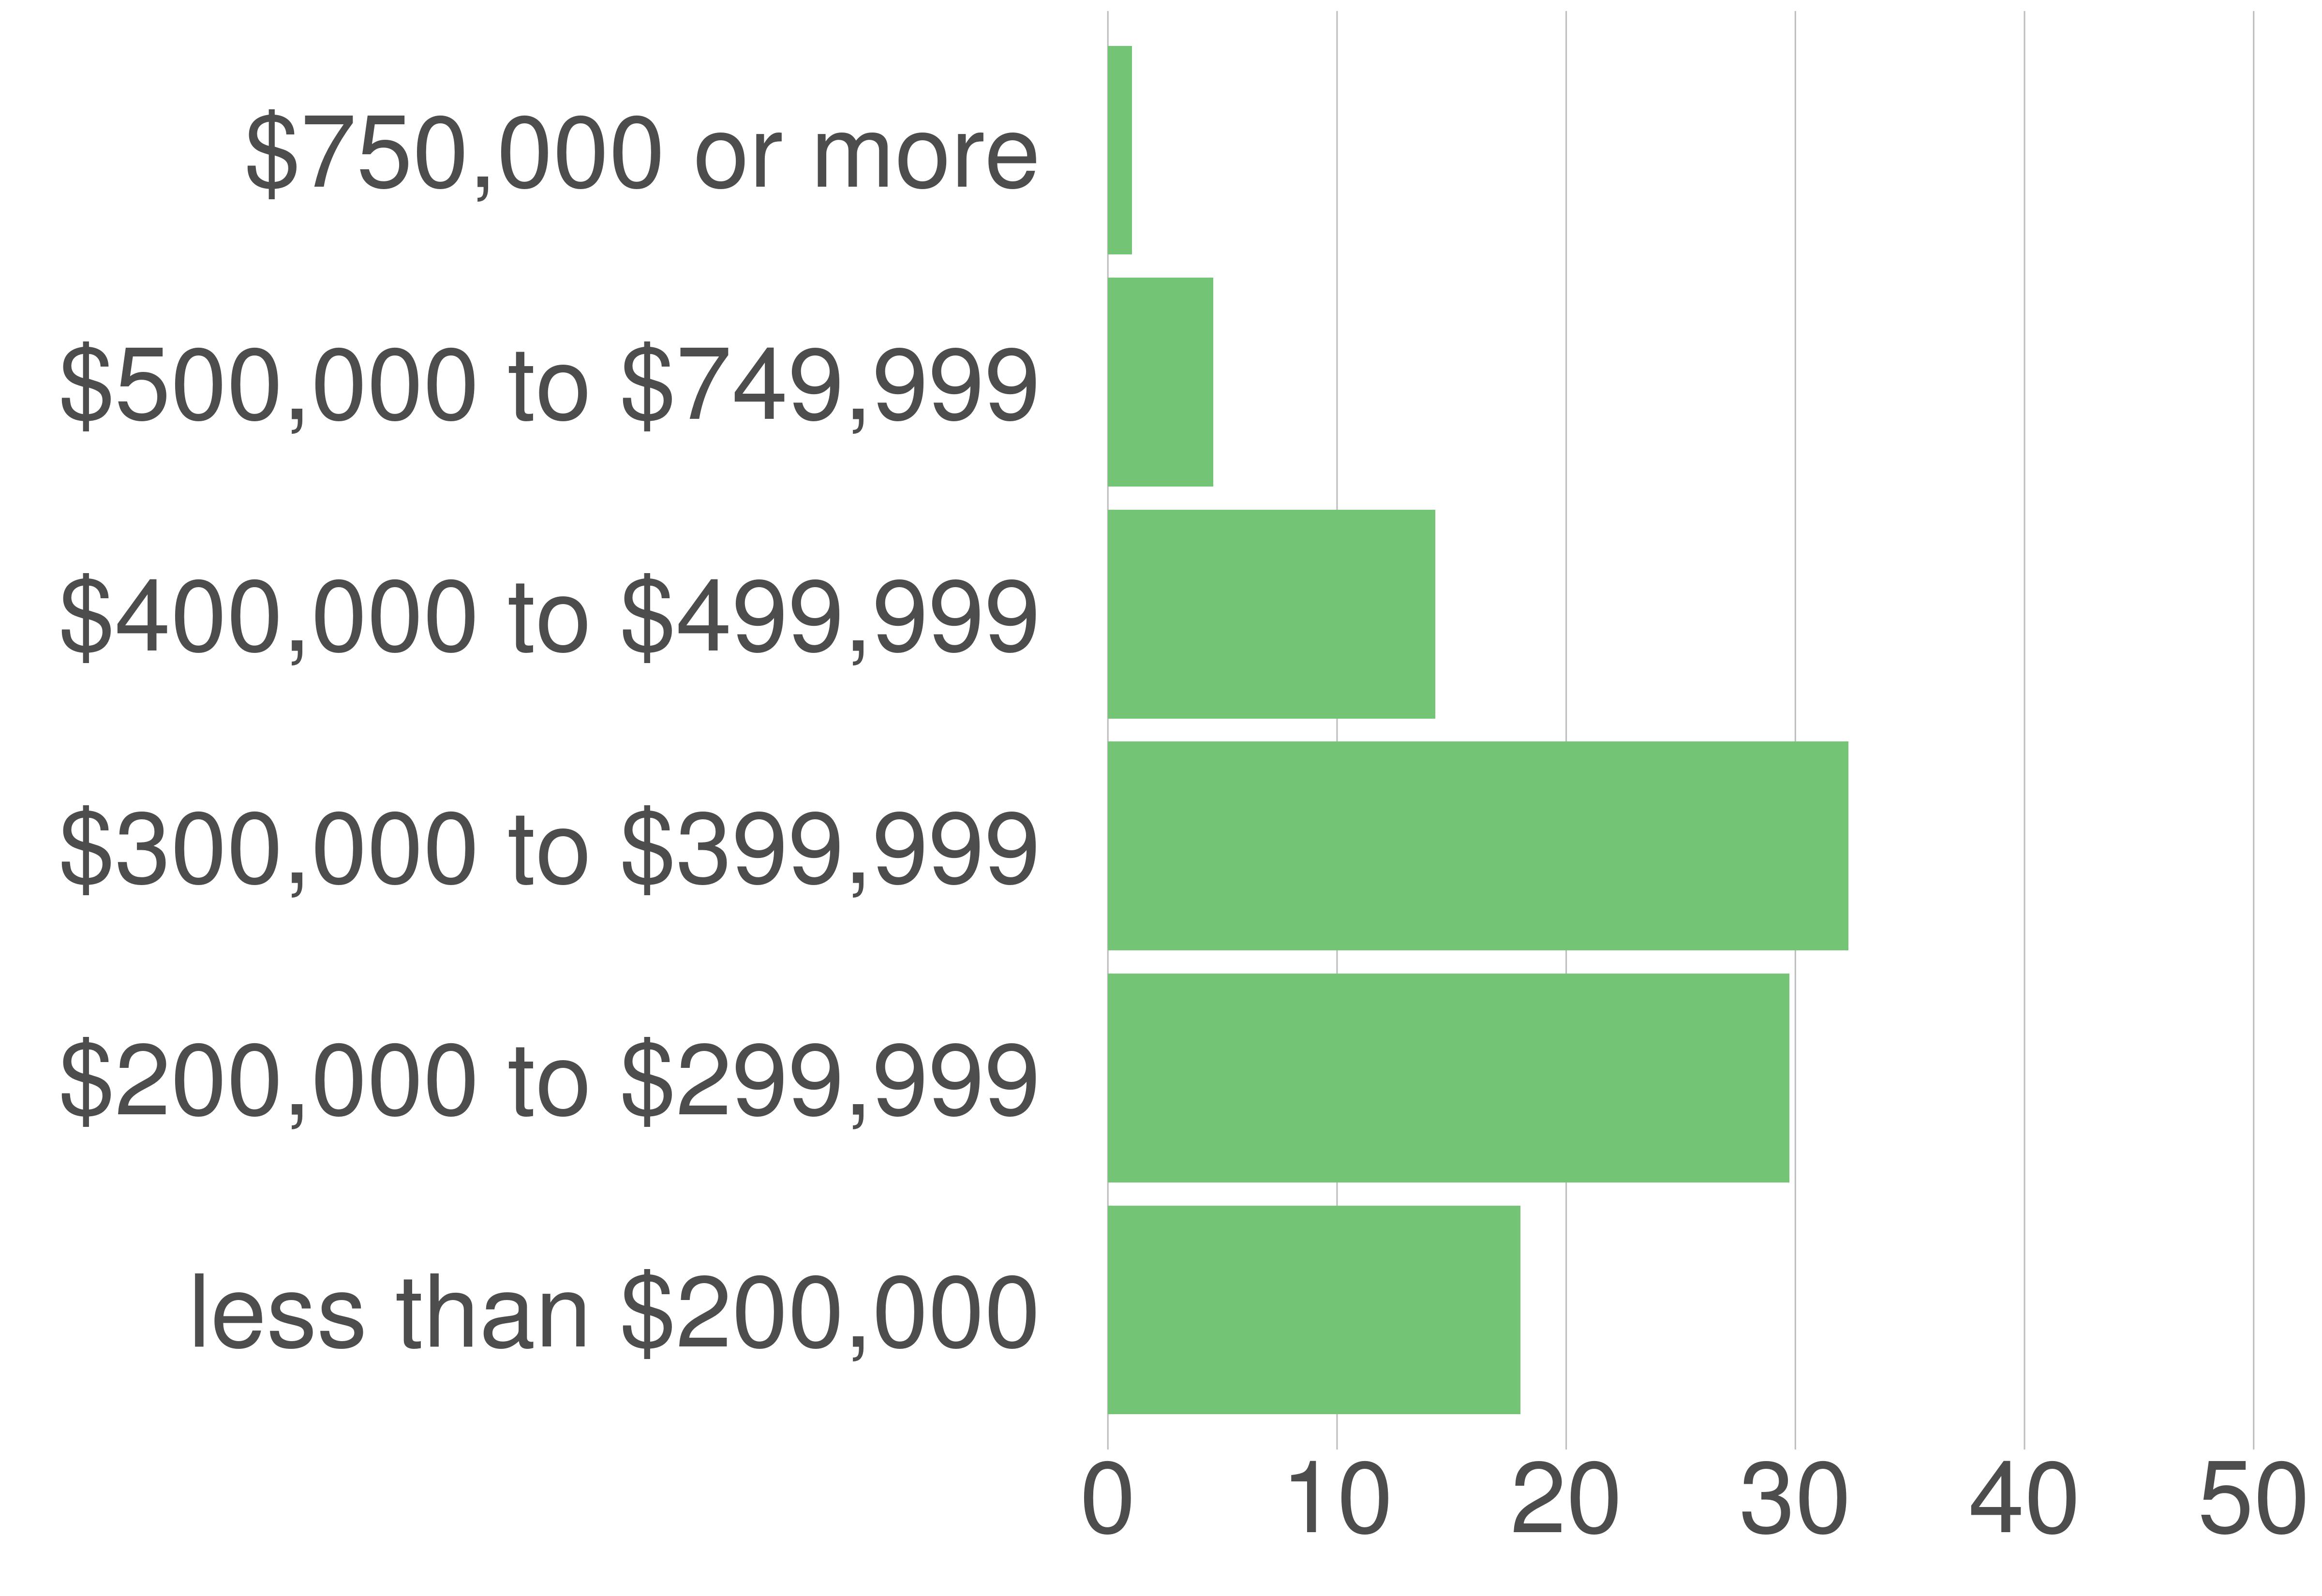 $750,000 or more
$500,000 to $749,999
$400,000 to $499,999
$300,000 to $399,999
$200,000 to $299,999
less than $200,000
0 10 20 30 40 50